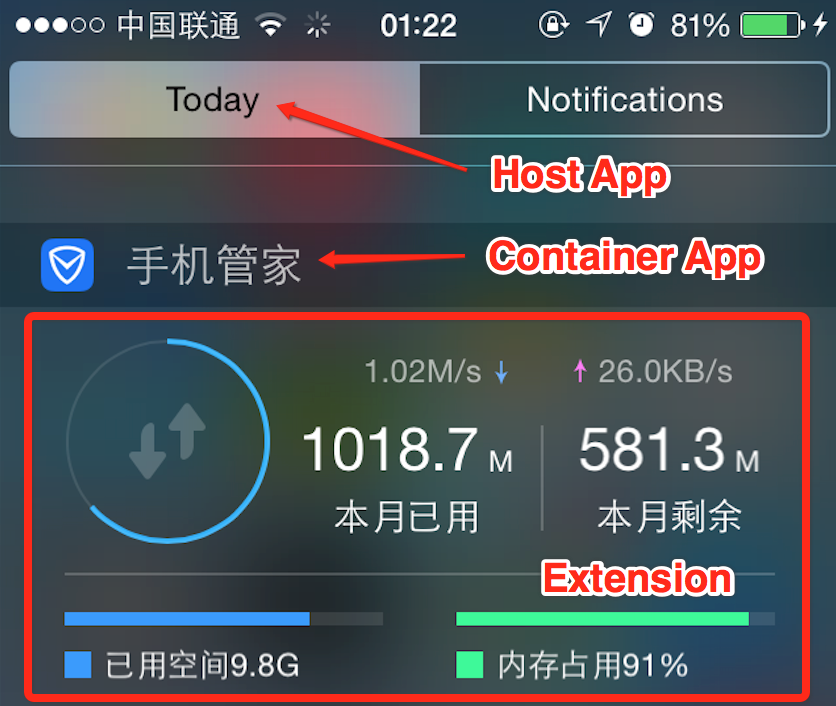 中国联通 01:22 81%
Today Notifications
Host App
手机管家 Container App
1.02M/s ↓ ↑ 26.0KB/s
1018.7 M 581.3 M
本月已用 本月剩余
Extension
已用空间9.8G 内存占用91%